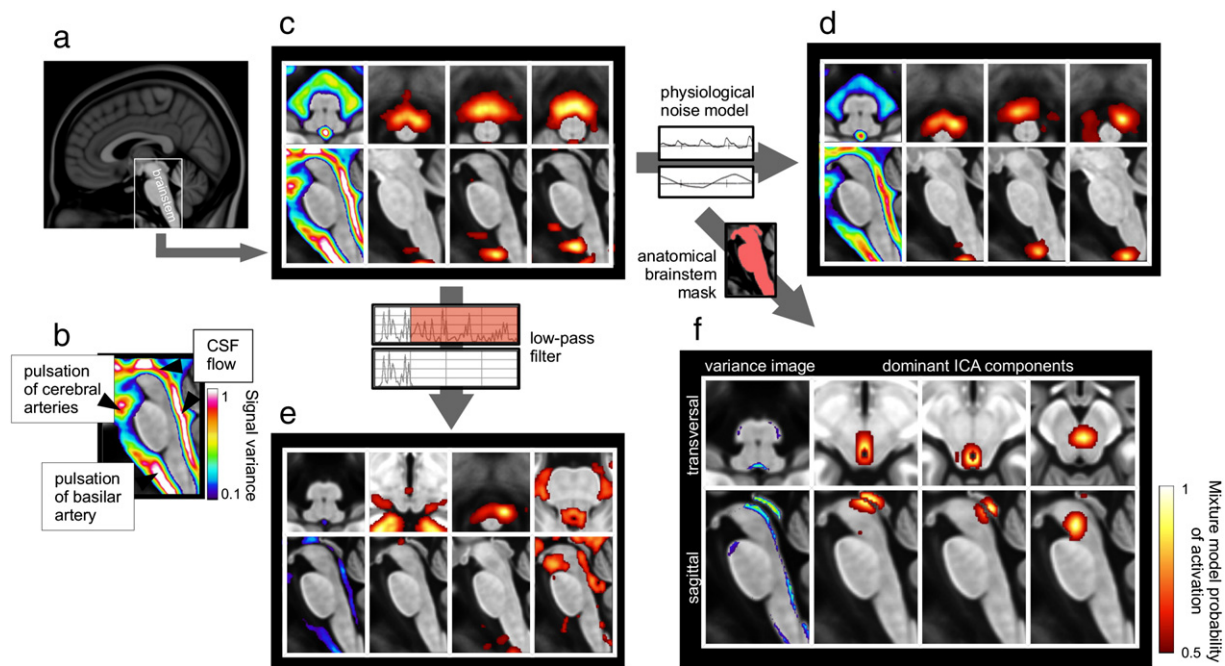 a
brainstem
c
physiological
noise model
d
anatomical
brainstem
mask
b
CSF
flow
pulsation
of cerebral
arteries
pulsation
of basilar
artery
1
Signal variance
0.1
low-pass
filter
e
f
variance image
dominant ICA components
transversal
sagittal
1
Mixture model probability
of activation
0.5